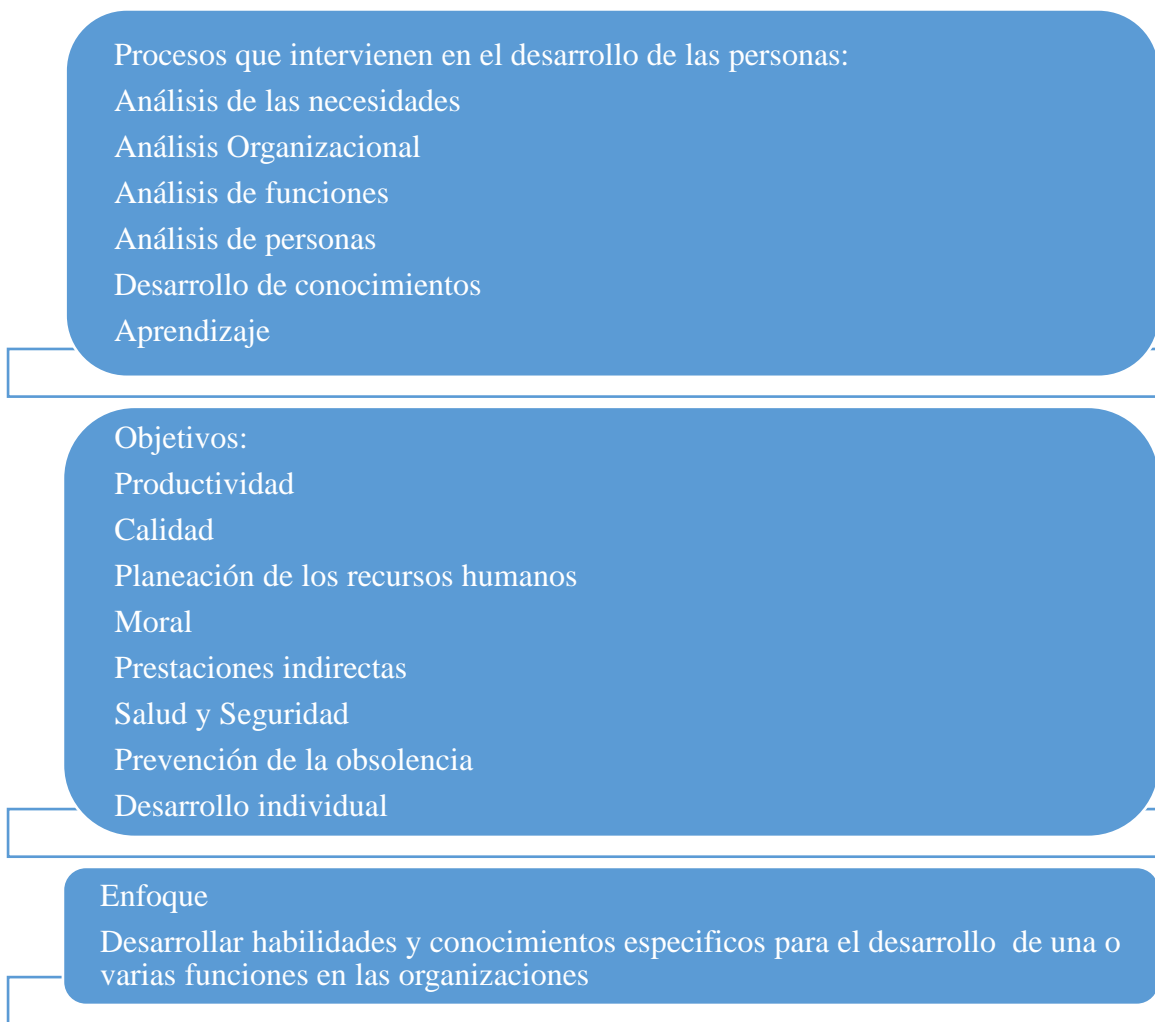 Procesos que intervienen en el desarrollo de las personas:
Análisis de las necesidades
Análisis Organizacional
Análisis de funciones
Análisis de personas
Desarrollo de conocimientos
Aprendizaje
Objetivos:
Productividad
Calidad
Planeación de los recursos humanos
Moral
Prestaciones indirectas
Salud y Seguridad
Prevención de la obsolencia
Desarrollo individual
Enfoque
Desarrollar habilidades y conocimientos especificos para el desarrollo de una o
varias funciones en las organizaciones